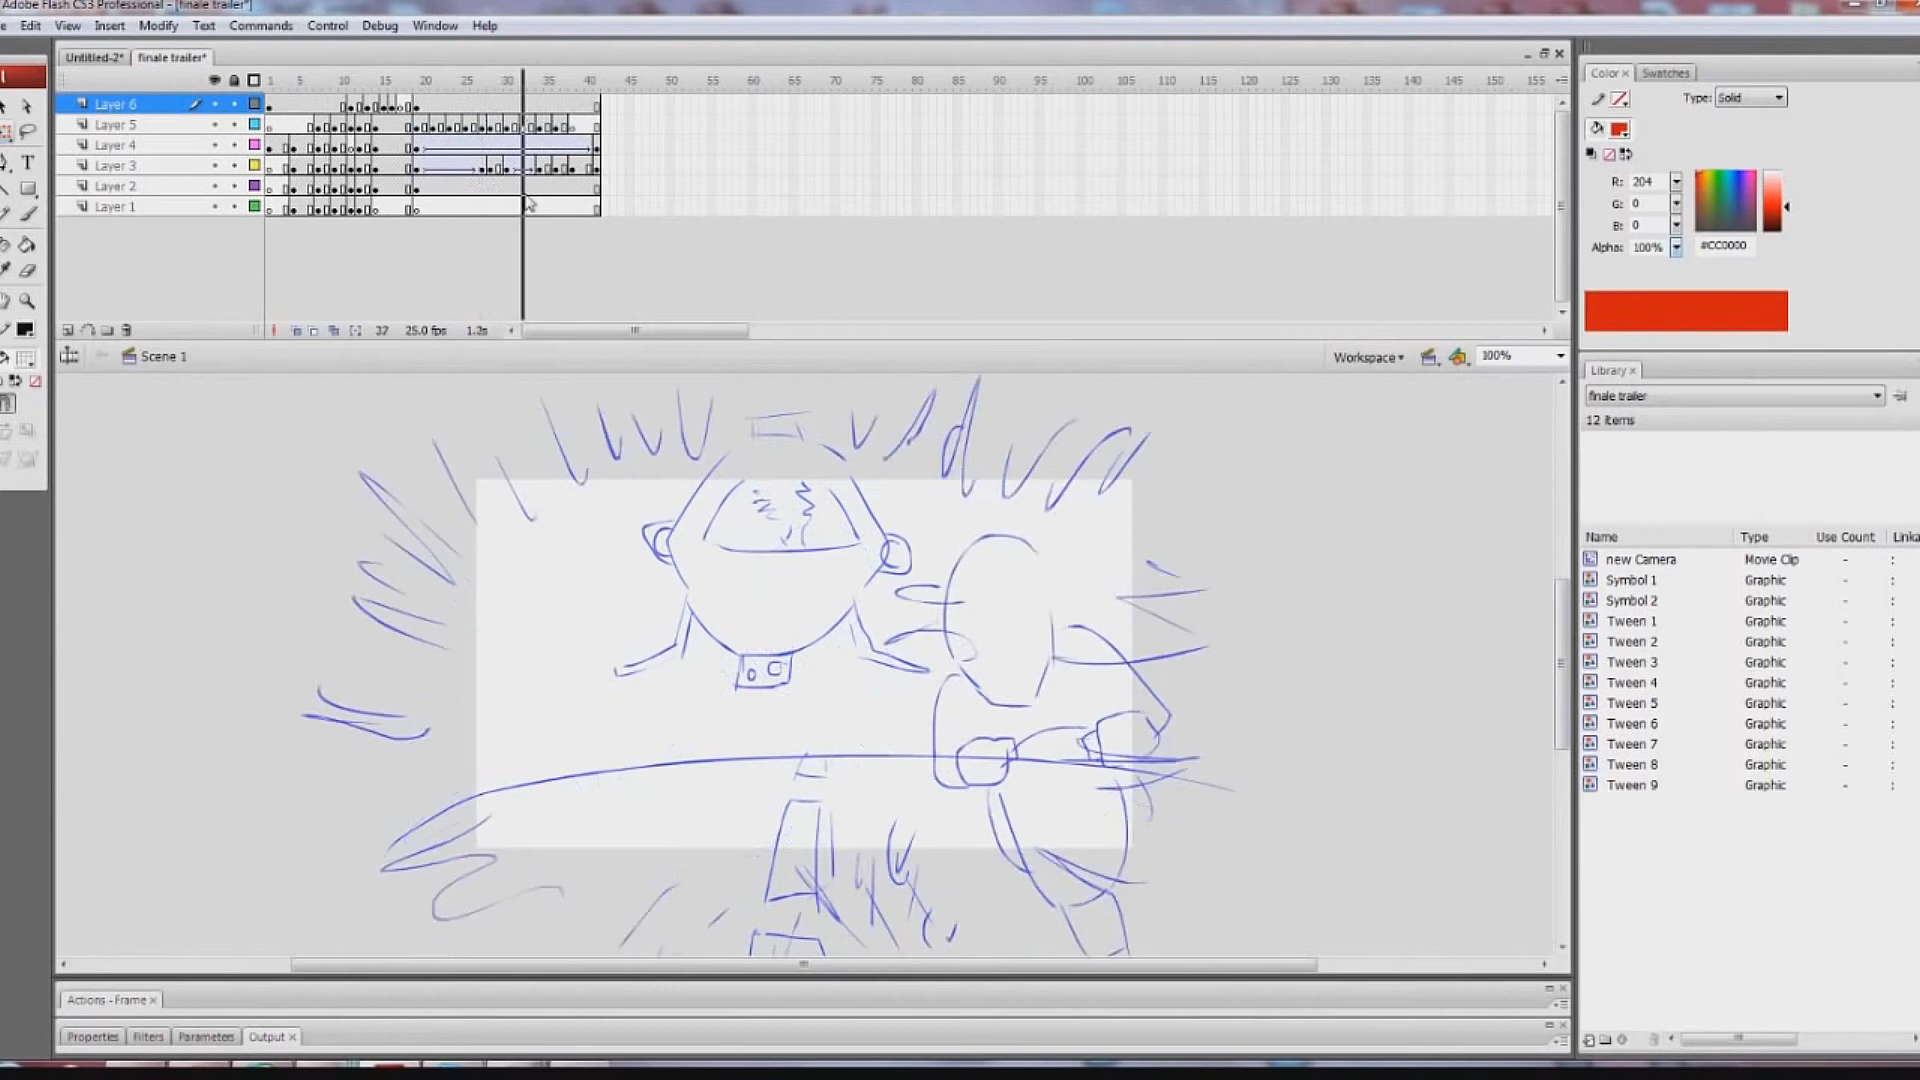 Adobe Flash CS3 Professional - [finale trailer*]
Edit View Insert Modify Text Commands Control Debug Window Help
Untitled-2* finale trailer*
1 5 10 15 20 25 30 35 40 45 50 55 60 65 70 75 80 85 90 95 100 105 110 115 120 125 130 135 140 145 150 155
Layer 6
Layer 5
Layer 4
Layer 3
Layer 2
Layer 1
37 25.0 fps 1.2s
Scene 1
Workspace
100%
Color Swatches
Type: Solid
R: 204
G: 0
B: 0
Alpha: 100% #CC0000
Library
finale trailer
12 items
Name Type Use Count Linka
new Camera Movie Clip -
Symbol 1 Graphic -
Symbol 2 Graphic -
Tween 1 Graphic -
Tween 2 Graphic -
Tween 3 Graphic -
Tween 4 Graphic -
Tween 5 Graphic -
Tween 6 Graphic -
Tween 7 Graphic -
Tween 8 Graphic -
Tween 9 Graphic -
Actions - Frame
Properties Filters Parameters Output